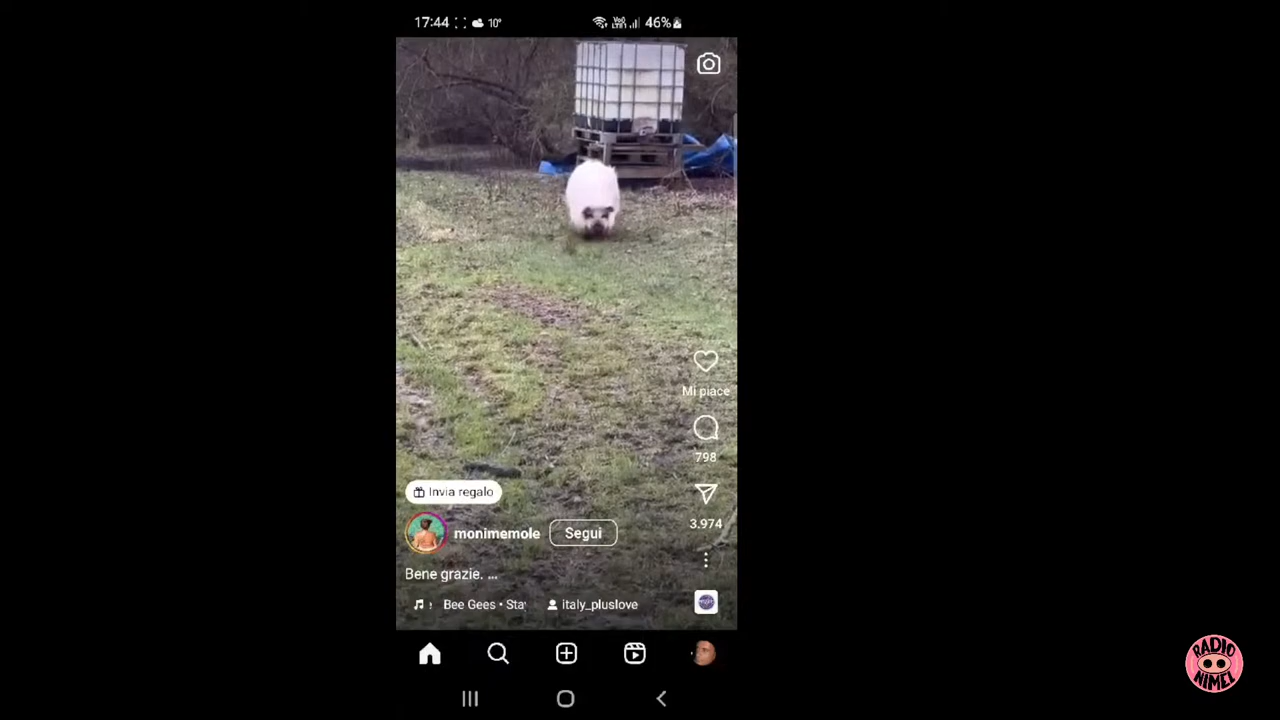 17:44 10° 46%
Mi piace
798
Invia regalo
3.974
monimemole Segui
Bene grazie. ...
Bee Gees • Sta italy_pluslove
RADIO
NIMEL